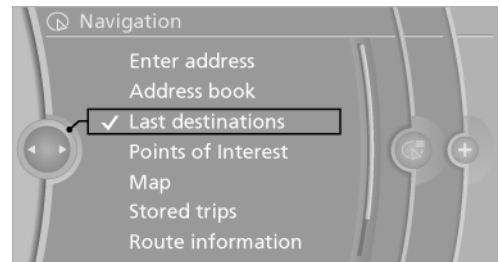 Navigation
Enter address
Address book
Last destinations
Points of Interest
Map
Stored trips
Route information